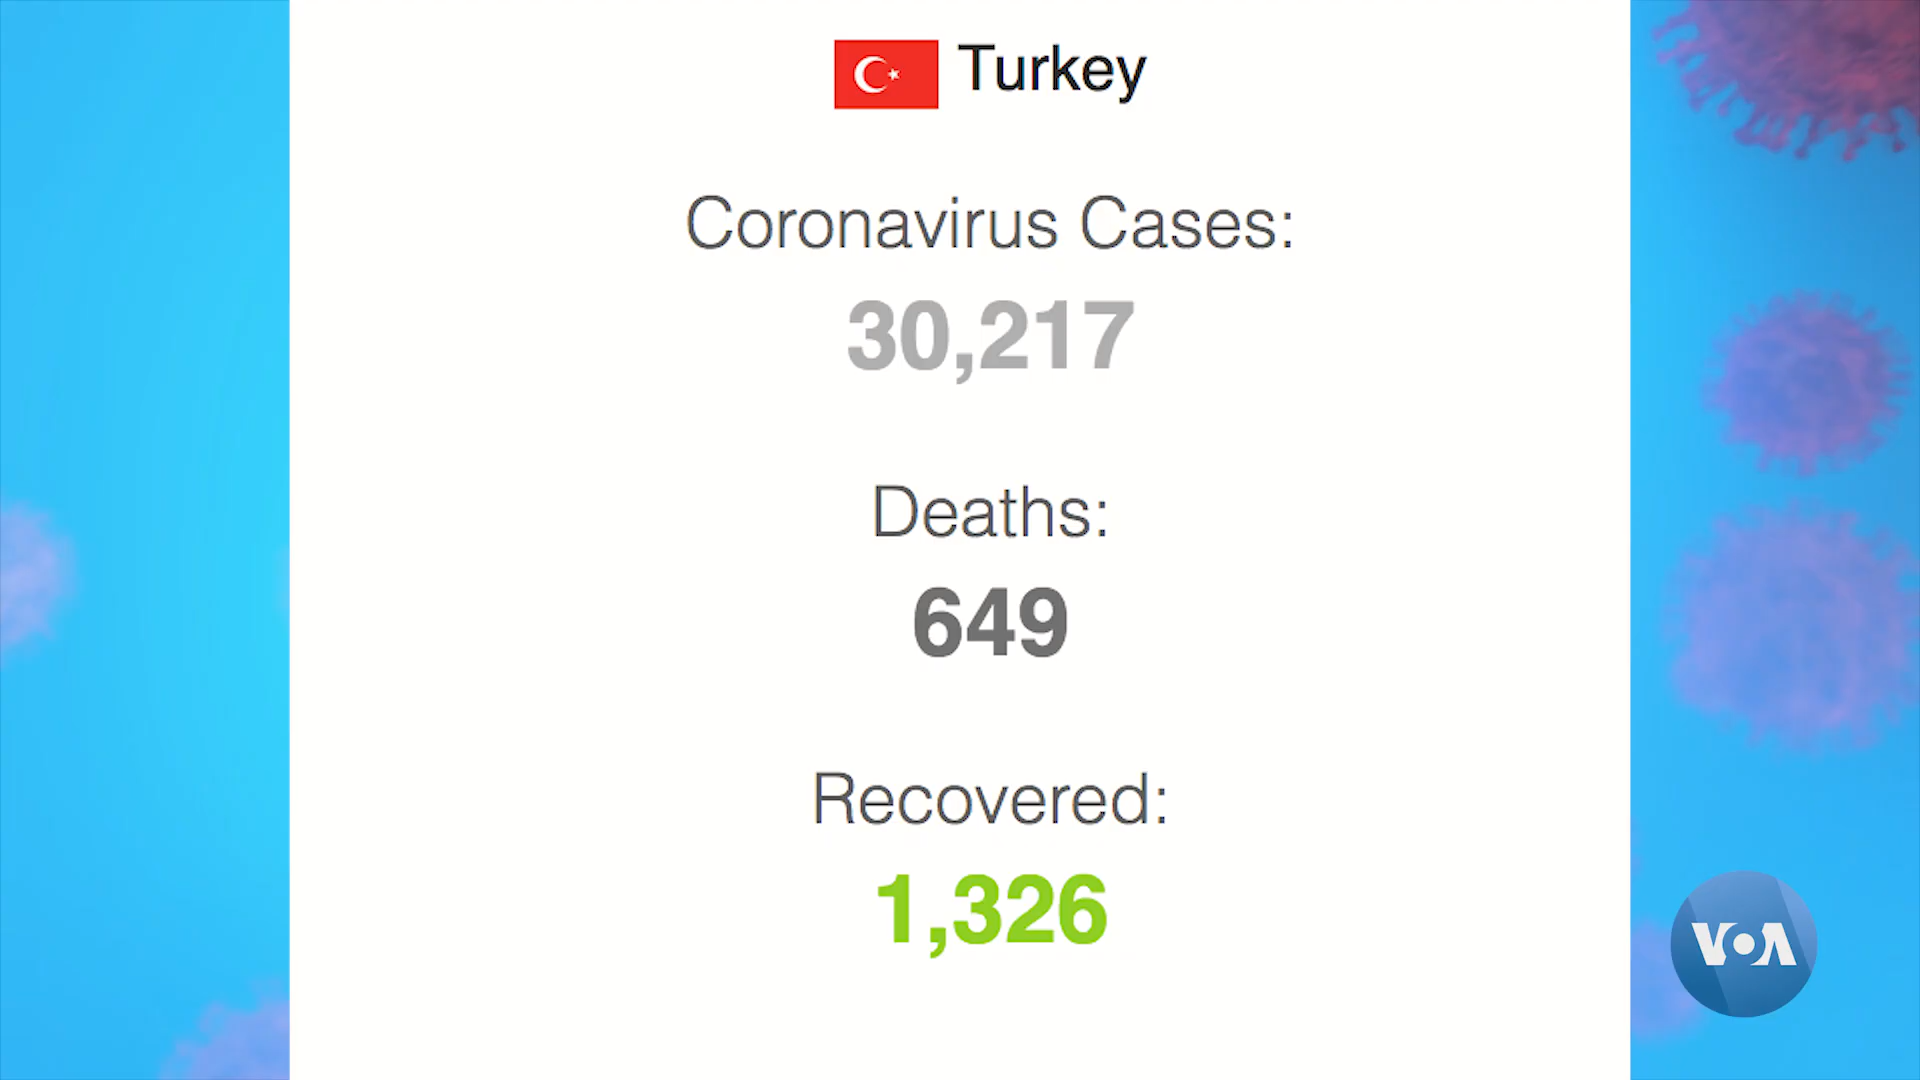 Turkey
Coronavirus Cases:
30,217
Deaths:
649
Recovered:
1,326
VOA